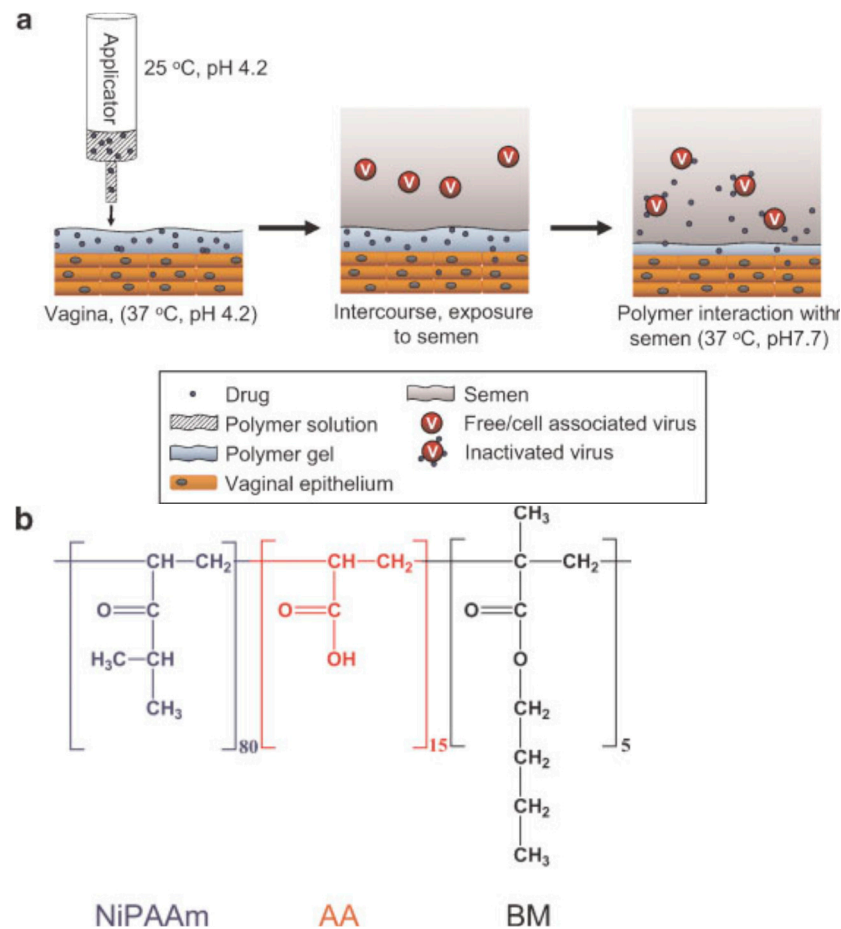 a
Applicator
25 °C, pH 4.2
Vagina, (37 °C, pH 4.2)
Intercourse, exposure
to semen
Polymer interaction withr
semen (37 °C, pH7.7)
V V V V
V V V V
Drug
Polymer solution
Polymer gel
Vaginal epithelium
Semen
V Free/cell associated virus
V Inactivated virus
b
CH₃
CH—CH₂ CH—CH₂ C—CH₂
O=C O=C O=C
H₃C—CH OH O
CH₃ CH₂
80 15 5
CH₂
CH₂
CH₃
NiPAAm AA BM